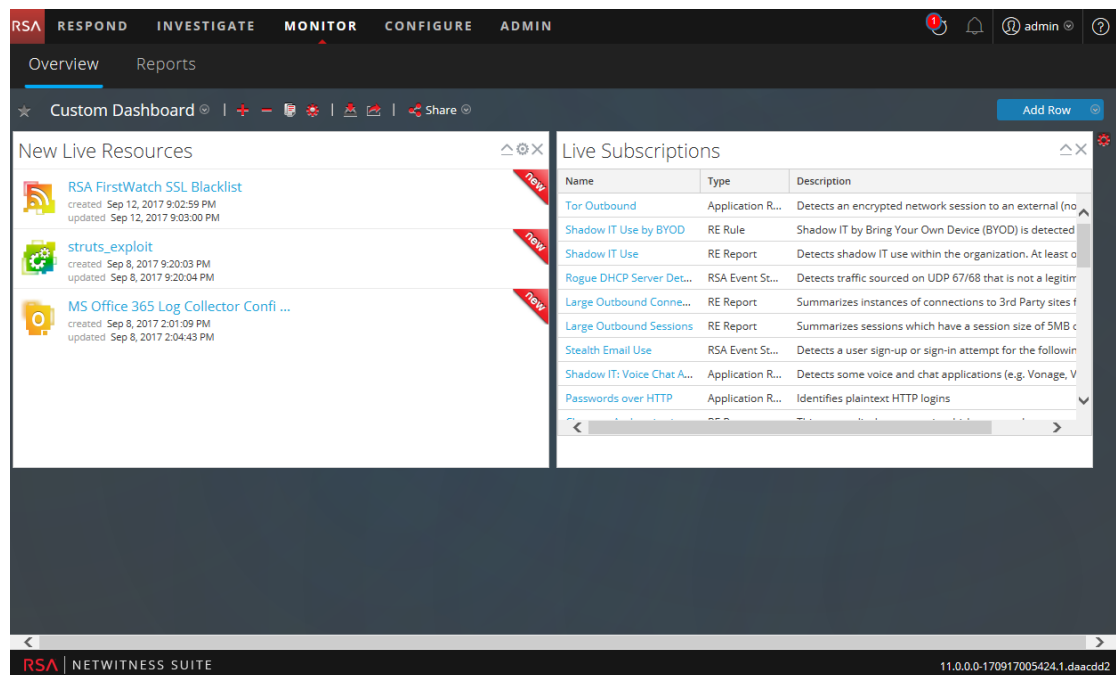 RSA RESPOND INVESTIGATE MONITOR CONFIGURE ADMIN 1 admin ?
Overview Reports
Custom Dashboard Share Add Row
New Live Resources
RSA FirstWatch SSL Blacklist
created Sep 12, 2017 9:02:59 PM
updated Sep 12, 2017 9:03:00 PM
new
struts_exploit
created Sep 8, 2017 9:20:03 PM
updated Sep 8, 2017 9:20:04 PM
new
MS Office 365 Log Collector Confi ...
created Sep 8, 2017 2:01:09 PM
updated Sep 8, 2017 2:04:43 PM
new
Live Subscriptions
Name Type Description
Tor Outbound Application R... Detects an encrypted network session to an external (no
Shadow IT Use by BYOD RE Rule Shadow IT by Bring Your Own Device (BYOD) is detected
Shadow IT Use RE Report Detects shadow IT use within the organization. At least o
Rogue DHCP Server Det... RSA Event St... Detects traffic sourced on UDP 67/68 that is not a legitim
Large Outbound Conne... RE Report Summarizes instances of connections to 3rd Party sites f
Large Outbound Sessions RE Report Summarizes sessions which have a session size of 5MB o
Stealth Email Use RSA Event St... Detects a user sign-up or sign-in attempt for the followin
Shadow IT: Voice Chat A... Application R... Detects some voice and chat applications (e.g. Vonage, V
Passwords over HTTP Application R... Identifies plaintext HTTP logins
RSA NETWITNESS SUITE 11.0.0.0-170917005424.1.daacdd2